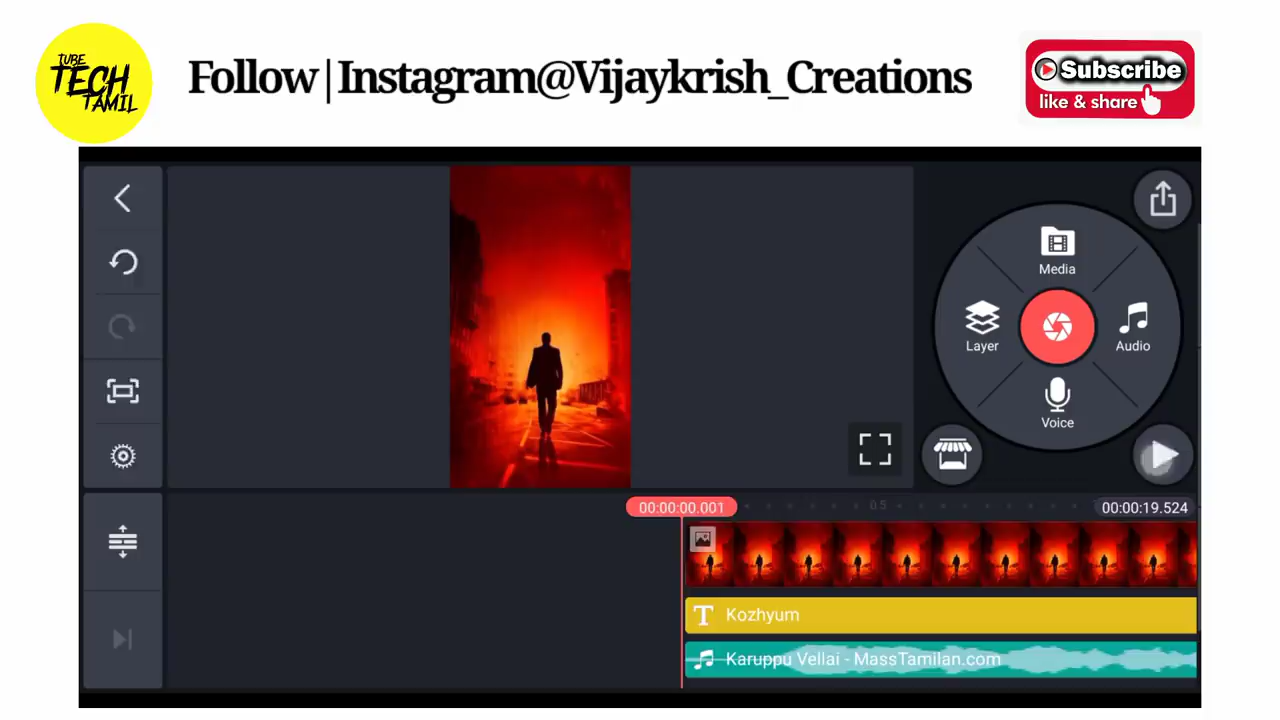 TUBE
TECH
TAMIL
Follow|Instagram@Vijaykrish_Creations
Subscribe
like & share
Media
Layer
Audio
Voice
00:00:00.001
0.5
00:00:19.524
Kozhyum
Karuppu Vellai - MassTamilan.com